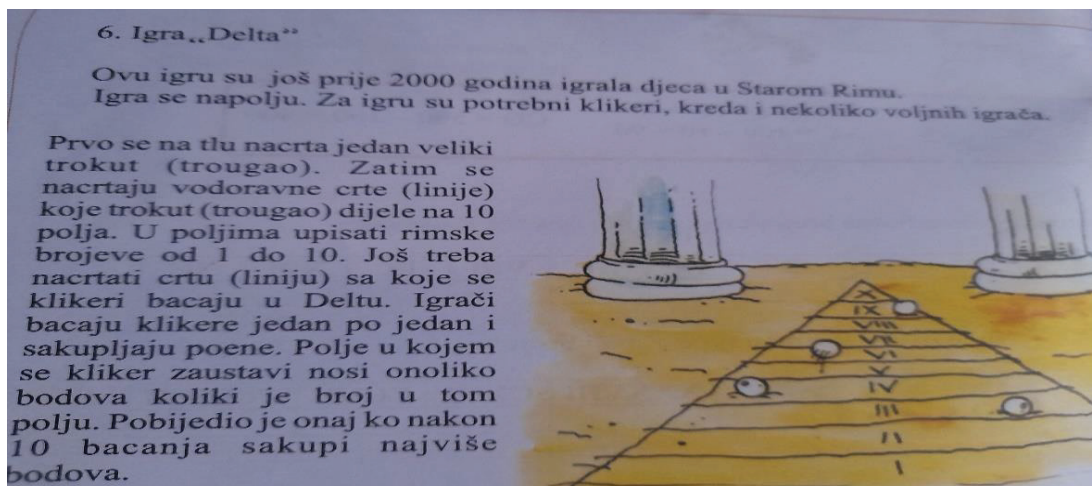 6. Igra„Delta”
Ovu igru su još prije 2000 godina igrala djeca u Starom Rimu.
Igra se napolju. Za igru su potrebni klikeri, kreda i nekoliko voljnih igrača.
Prvo se na tlu nacrta jedan veliki
trokut (trougao). Zatim se
nacrtaju vodoravne crte (linije)
koje trokut (trougao) dijele na 10
polja. U poljima upisati rimske
brojeve od 1 do 10. Još treba
nacrtati crtu (liniju) sa koje se
klikeri bacaju u Deltu. Igrači
bacaju klikere jedan po jedan i
sakupljaju poene. Polje u kojem
se kliker zaustavi nosi onoliko
bodova koliki je broj u tom
polju. Pobijedio je onaj ko nakon
10 bacanja sakupi najviše
bodova.
X
IX
VIII
VII
VI
V
IV
III
II
I